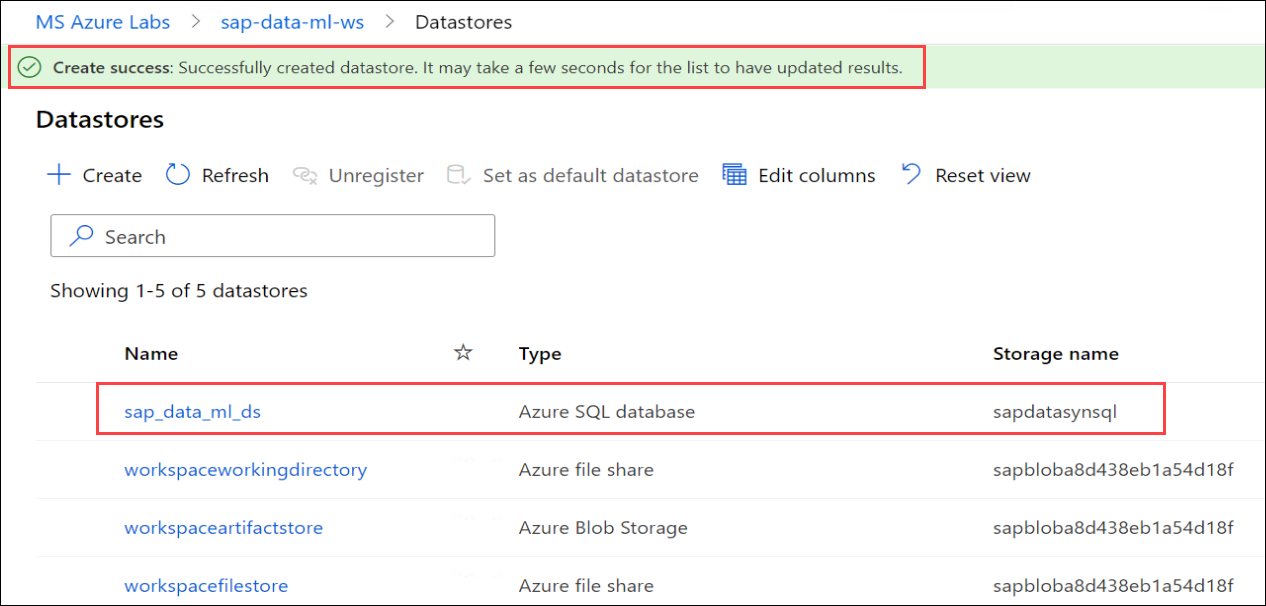 MS Azure Labs > sap-data-ml-ws > Datastores
Create success: Successfully created datastore. It may take a few seconds for the list to have updated results.
Datastores
Create Refresh Unregister Set as default datastore Edit columns Reset view
Search
Showing 1-5 of 5 datastores
Name Type Storage name
sap_data_ml_ds Azure SQL database sapdatasynsql
workspaceworkingdirectory Azure file share sapbloba8d438eb1a54d18f
workspaceartifactstore Azure Blob Storage sapbloba8d438eb1a54d18f
workspacefilestore Azure file share sapbloba8d438eb1a54d18f